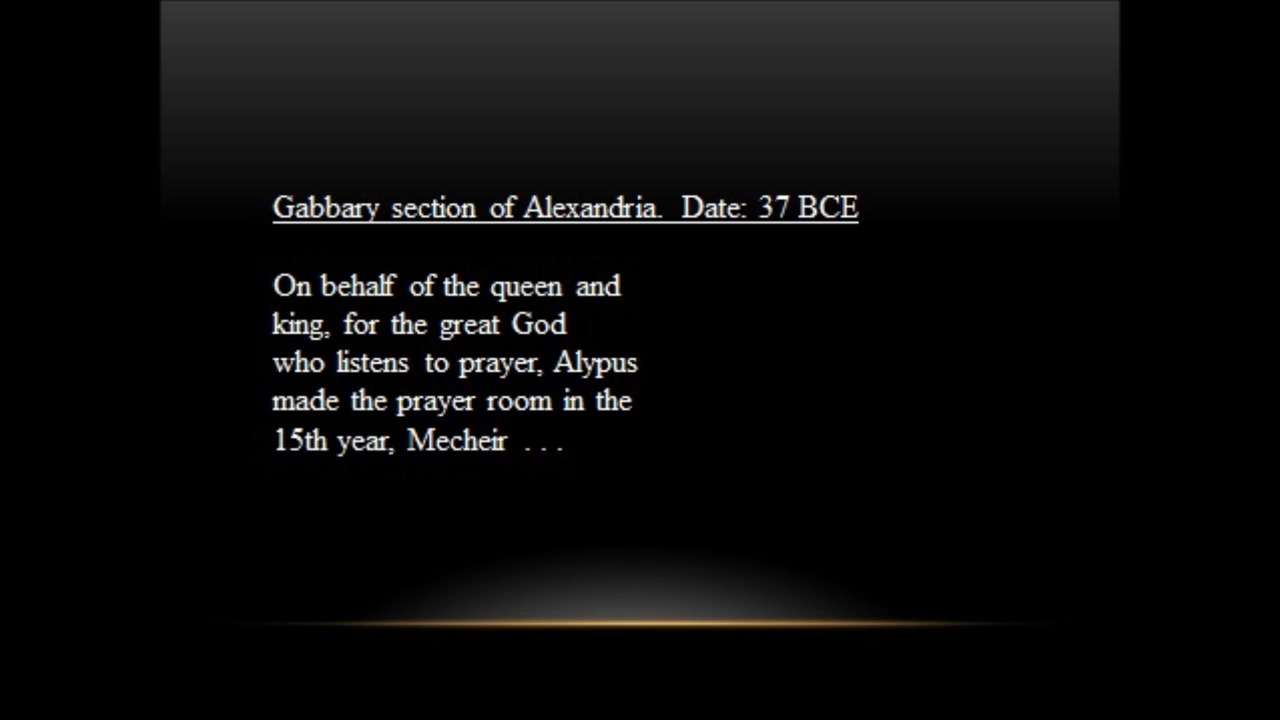 Gabbary section of Alexandria. Date: 37 BCE
On behalf of the queen and
king, for the great God
who listens to prayer, Alypus
made the prayer room in the
15th year, Mecheir . . .